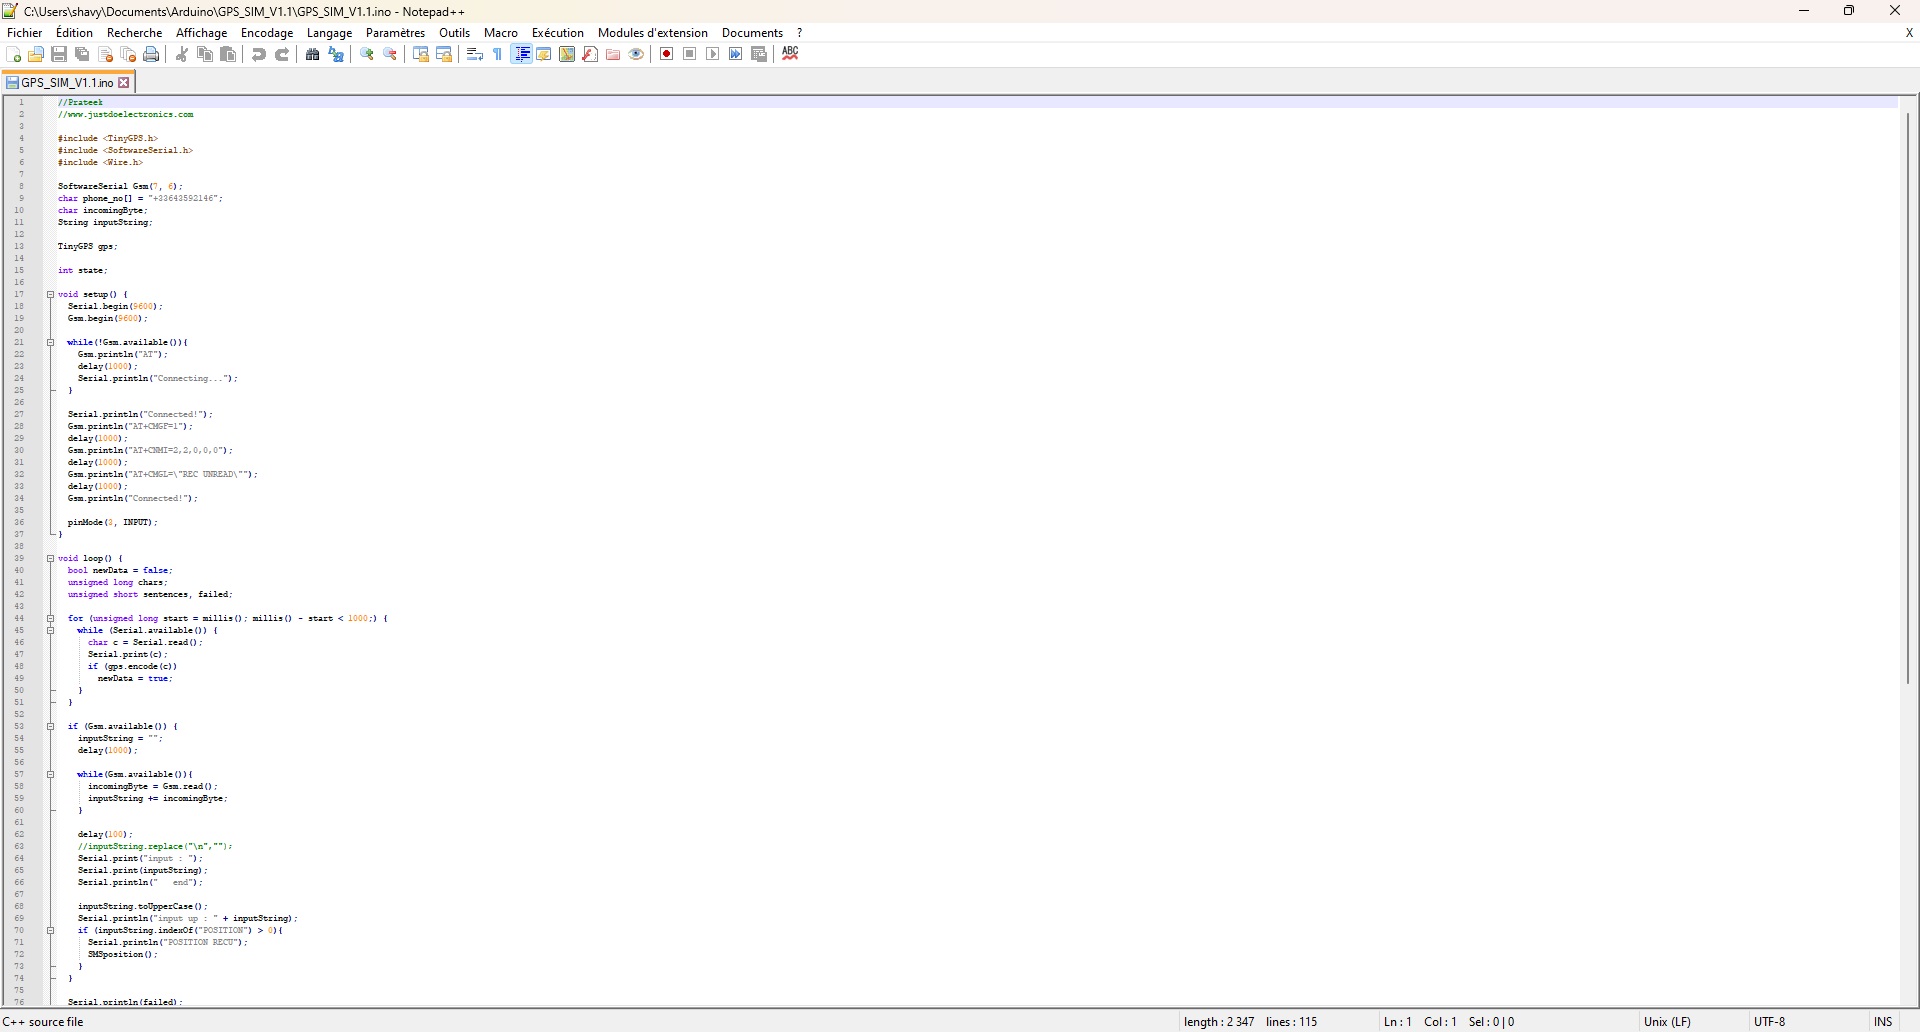 C:\Users\shavy\Documents\Arduino\GPS_SIM_V1.1\GPS_SIM_V1.1.ino - Notepad++
Fichier Édition Recherche Affichage Encodage Langage Paramètres Outils Macro Exécution Modules d'extension Documents ? X
GPS_SIM_V1.1.ino
1 //Prateek
2 //www.justdoelectronics.com
3
4 #include <TinyGPS.h>
5 #include <SoftwareSerial.h>
6 #include <Wire.h>
7
8 SoftwareSerial Gsm(7, 6);
9 char phone_no[] = "+33643592146";
10 char incomingByte;
11 String inputString;
12
13 TinyGPS gps;
14
15 int state;
16
17 void setup() {
18 Serial.begin(9600);
19 Gsm.begin(9600);
20
21 while(!Gsm.available()){
22 Gsm.println("AT");
23 delay(1000);
24 Serial.println("Connecting...");
25 }
26
27 Serial.println("Connected!");
28 Gsm.println("AT+CMGF=1");
29 delay(1000);
30 Gsm.println("AT+CNMI=2,2,0,0,0");
31 delay(1000);
32 Gsm.println("AT+CMGL=\"REC UNREAD\"");
33 delay(1000);
34 Gsm.println("Connected!");
35
36 pinMode(3, INPUT);
37 }
38
39 void loop() {
40 bool newData = false;
41 unsigned long chars;
42 unsigned short sentences, failed;
43
44 for (unsigned long start = millis(); millis() - start < 1000;) {
45 while (Serial.available()) {
46 char c = Serial.read();
47 Serial.print(c);
48 if (gps.encode(c))
49 newData = true;
50 }
51 }
52
53 if (Gsm.available()) {
54 inputString = "";
55 delay(1000);
56
57 while(Gsm.available()){
58 incomingByte = Gsm.read();
59 inputString += incomingByte;
60 }
61
62 delay(100);
63 //inputString.replace("\n","");
64 Serial.print("input : ");
65 Serial.print(inputString);
66 Serial.println("   end");
67
68 inputString.toUpperCase();
69 Serial.println("input up : " + inputString);
70 if (inputString.indexOf("POSITION") > 0){
71 Serial.println("POSITION RECU");
72 SMSposition();
73 }
74 }
75
76 Serial.println(failed);
C++ source file length : 2 347 lines : 115 Ln : 1 Col : 1 Sel : 0 | 0 Unix (LF) UTF-8 INS